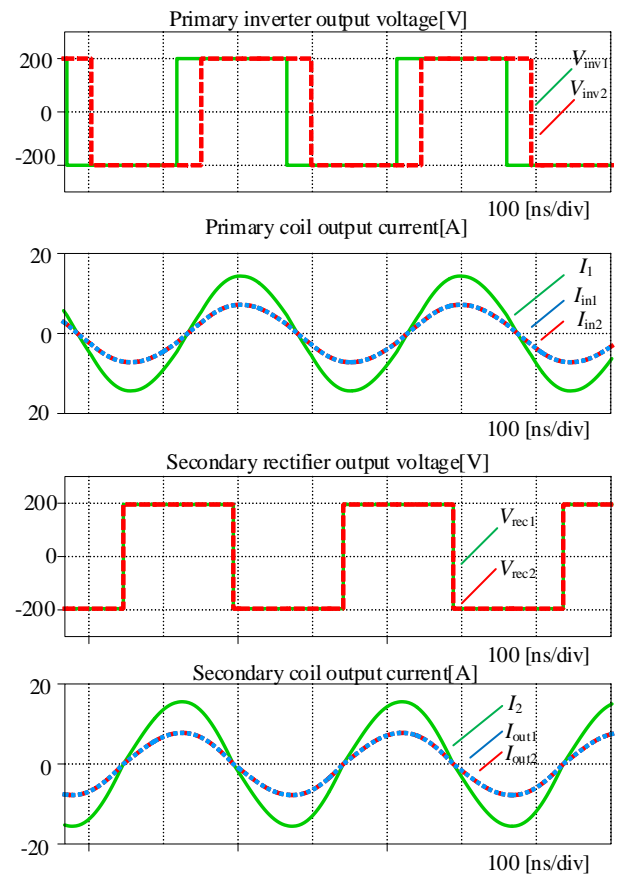 Primary inverter output voltage[V]
200
0
-200
Vinv1
Vinv2
100 [ns/div]
Primary coil output current[A]
20
0
20
I1
Iin1
Iin2
100 [ns/div]
Secondary rectifier output voltage[V]
200
0
-200
Vrec1
Vrec2
100 [ns/div]
Secondary coil output current[A]
20
0
-20
I2
Iout1
Iout2
100 [ns/div]